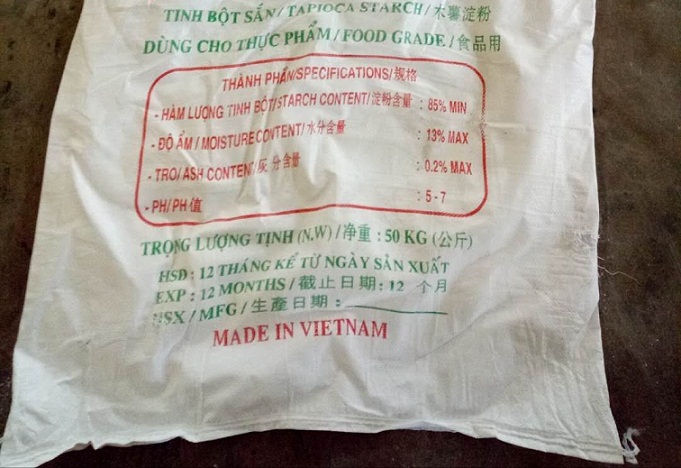 TINH BỘT SẮN/TAPIOCA STARCH/木薯淀粉
DÙNG CHO THỰC PHẨM/FOOD GRADE/食品用
THÀNH PHẦN/SPECIFICATIONS/規格
- HÀM LƯỢNG TINH BỘT/STARCH CONTENT/淀粉含量 : 85% MIN
- ĐỘ ẨM/MOISTURE CONTENT/水分含量 : 13% MAX
- TRO/ASH CONTENT/灰分含量 : 0.2% MAX
- PH/PH值 : 5-7
TRỌNG LƯỢNG TỊNH (N.W)/净重:50 KG (公斤)
HSD: 12 THÁNG KỂ TỪ NGÀY SẢN XUẤT
EXP: 12 MONTHS/截止日期:12 个月
NSX/MFG/生產日期:
MADE IN VIETNAM